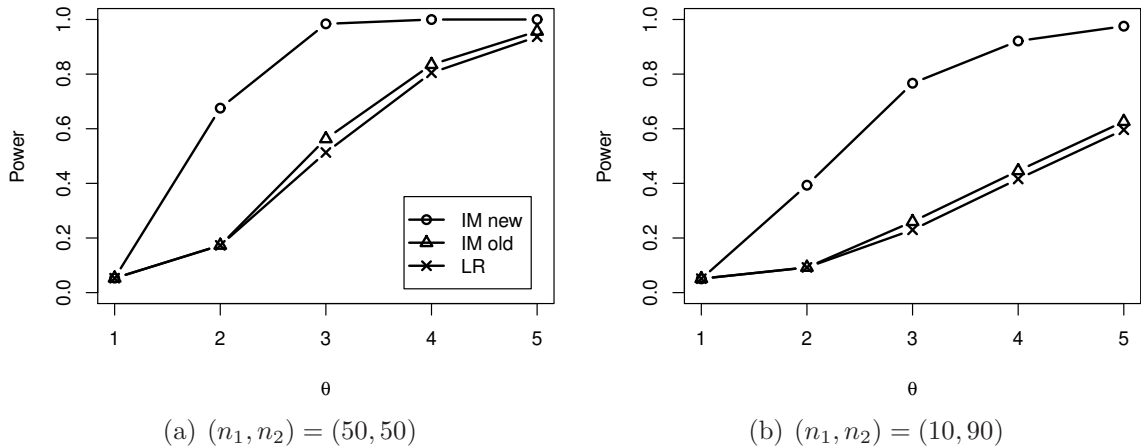 Power
1.0
0.8
0.6
0.4
0.2
0.0
IM new
IM old
LR
1 2 3 4 5
θ
(a) (n₁, n₂) = (50, 50)
Power
1.0
0.8
0.6
0.4
0.2
0.0
1 2 3 4 5
θ
(b) (n₁, n₂) = (10, 90)